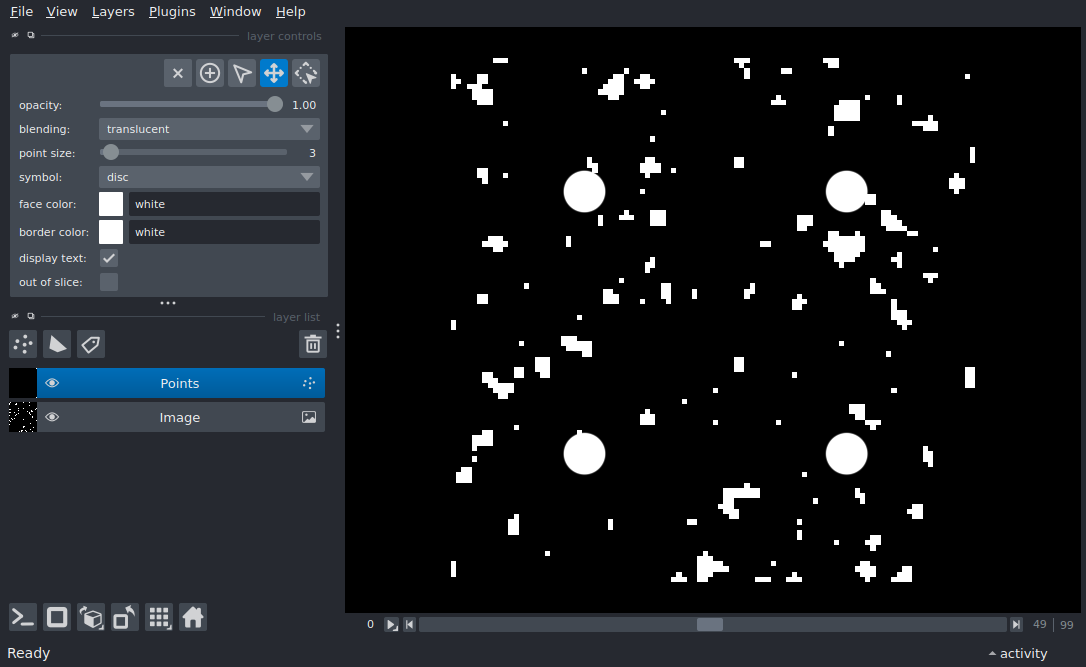 File View Layers Plugins Window Help
layer controls
opacity: 1.00
blending: translucent
point size: 3
symbol: disc
face color: white
border color: white
display text:
out of slice:
layer list
Points
Image
0 49 99
Ready activity